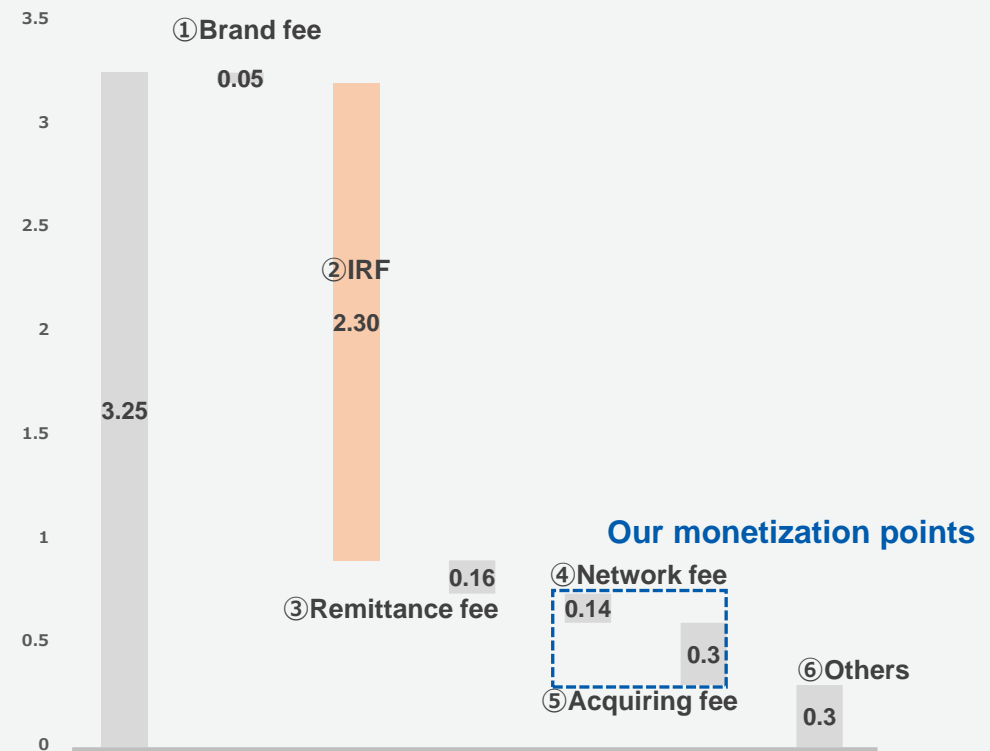 3.5
①Brand fee
0.05
3
2.5
②IRF
2.30
2
3.25
1.5
Our monetization points
1
④Network fee
0.16
0.14
③Remittance fee
0.5
0.3
⑥Others
⑤Acquiring fee
0.3
0